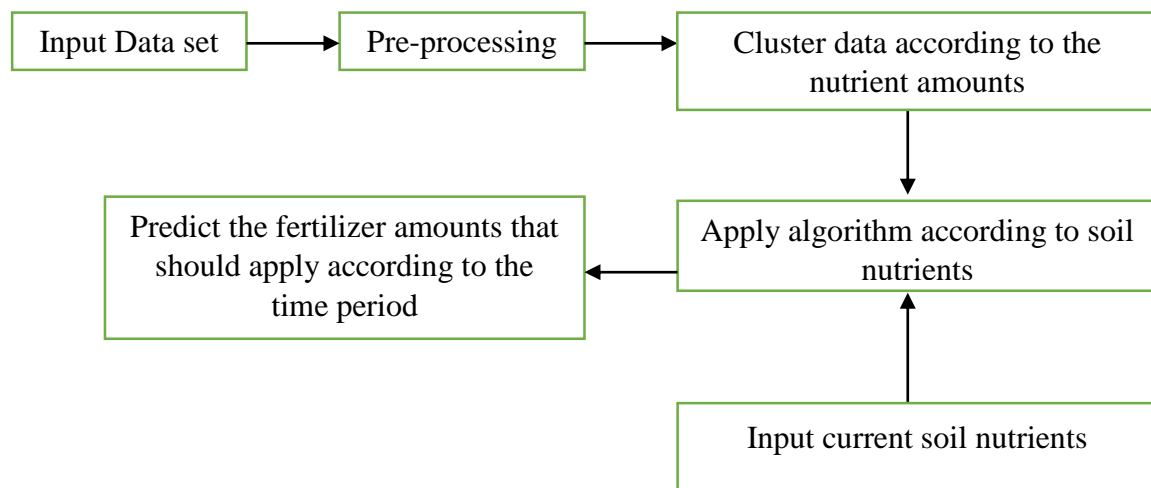 Input Data set
Pre-processing
Cluster data according to the
nutrient amounts
Predict the fertilizer amounts that
should apply according to the
time period
Apply algorithm according to soil
nutrients
Input current soil nutrients